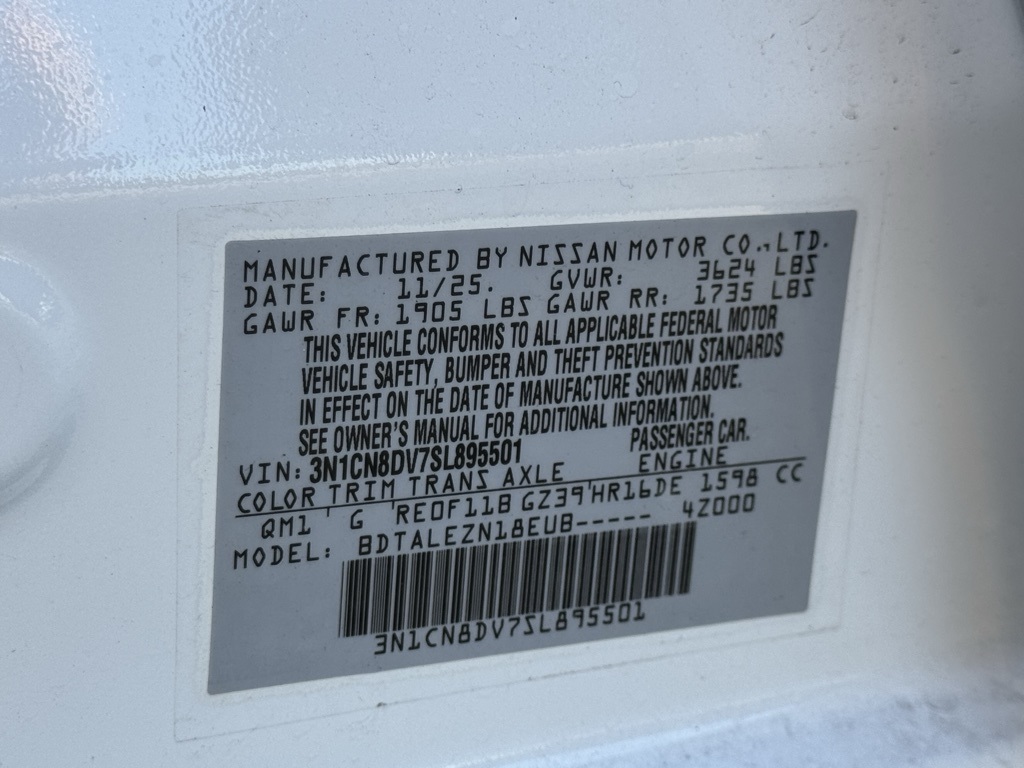 MANUFACTURED BY NISSAN MOTOR CO.,LTD.
DATE: 11/25. GVWR: 3624 LBS
GAWR FR: 1905 LBS GAWR RR: 1735 LBS
THIS VEHICLE CONFORMS TO ALL APPLICABLE FEDERAL MOTOR
VEHICLE SAFETY, BUMPER AND THEFT PREVENTION STANDARDS
IN EFFECT ON THE DATE OF MANUFACTURE SHOWN ABOVE.
SEE OWNER'S MANUAL FOR ADDITIONAL INFORMATION.
VIN: 3N1CN8DV7SL895501 PASSENGER CAR.
COLOR TRIM TRANS AXLE ENGINE
QM1 ' G 'RE0F11B GZ39'HR16DE 1598 CC
MODEL: BDTALEZN18EUB----- 4Z000
3N1CN8DV7SL895501